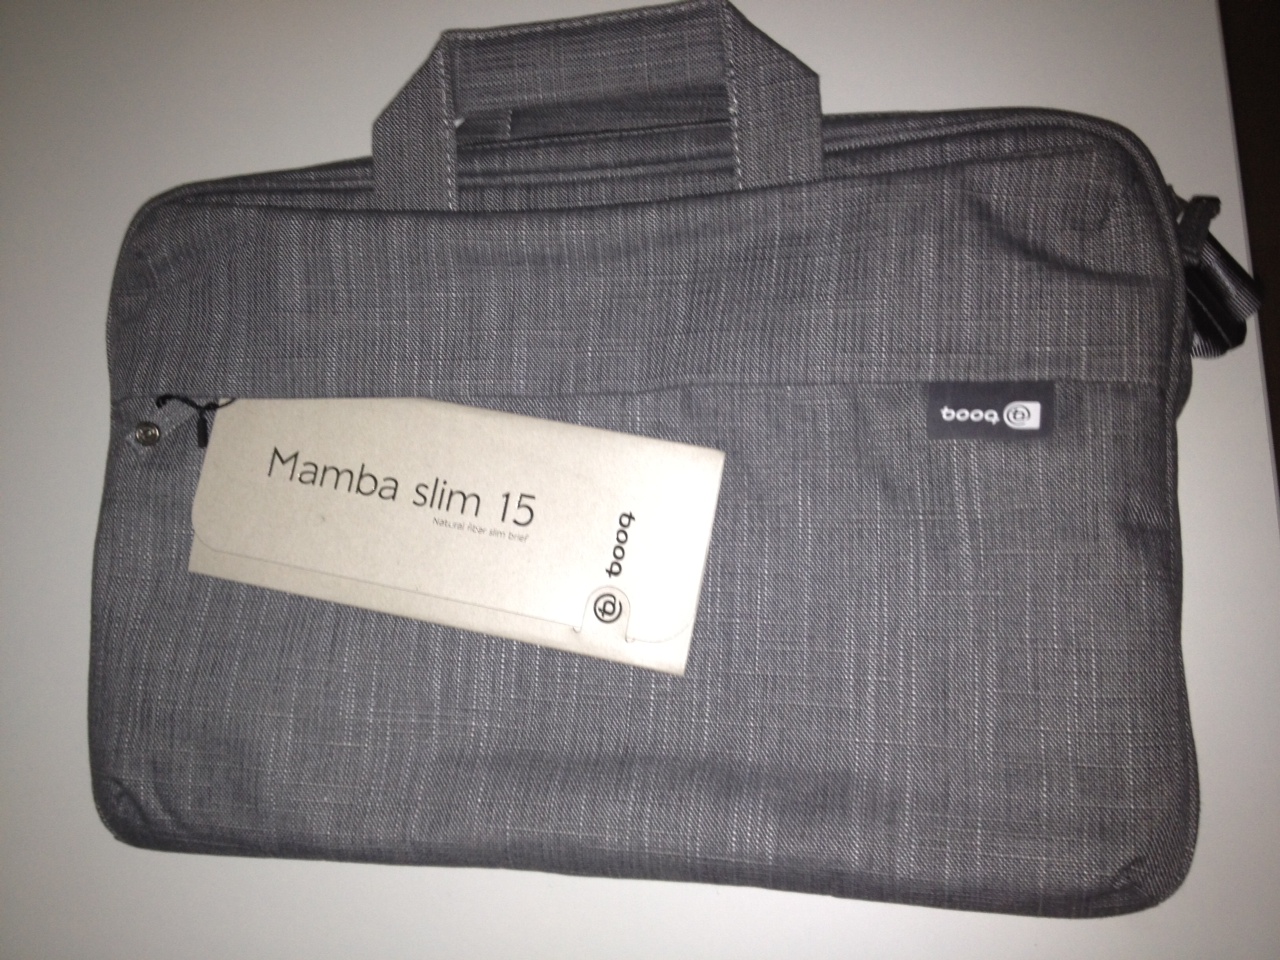 booq
Mamba slim 15
Natural fiber slim brief
booq